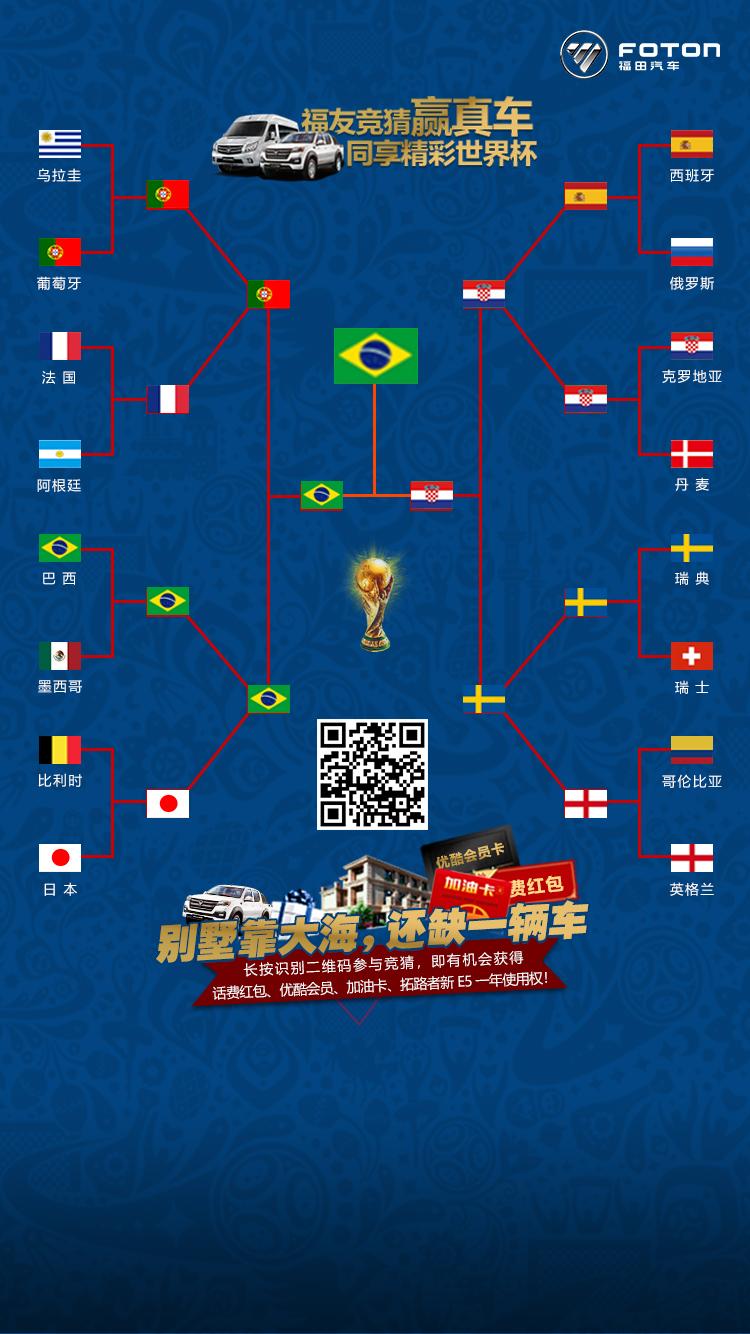 FOTON
福田汽车
福友竞猜赢真车
同享精彩世界杯
乌拉圭
西班牙
葡萄牙
俄罗斯
法 国
克罗地亚
阿根廷
丹 麦
巴 西
瑞 典
墨西哥
瑞 士
比利时
哥伦比亚
日 本
英格兰
优酷会员卡
加油卡
费红包
别墅靠大海，还缺一辆车
长按识别二维码参与竞猜，即有机会获得
话费红包、优酷会员、加油卡、拓路者新 E5 一年使用权！